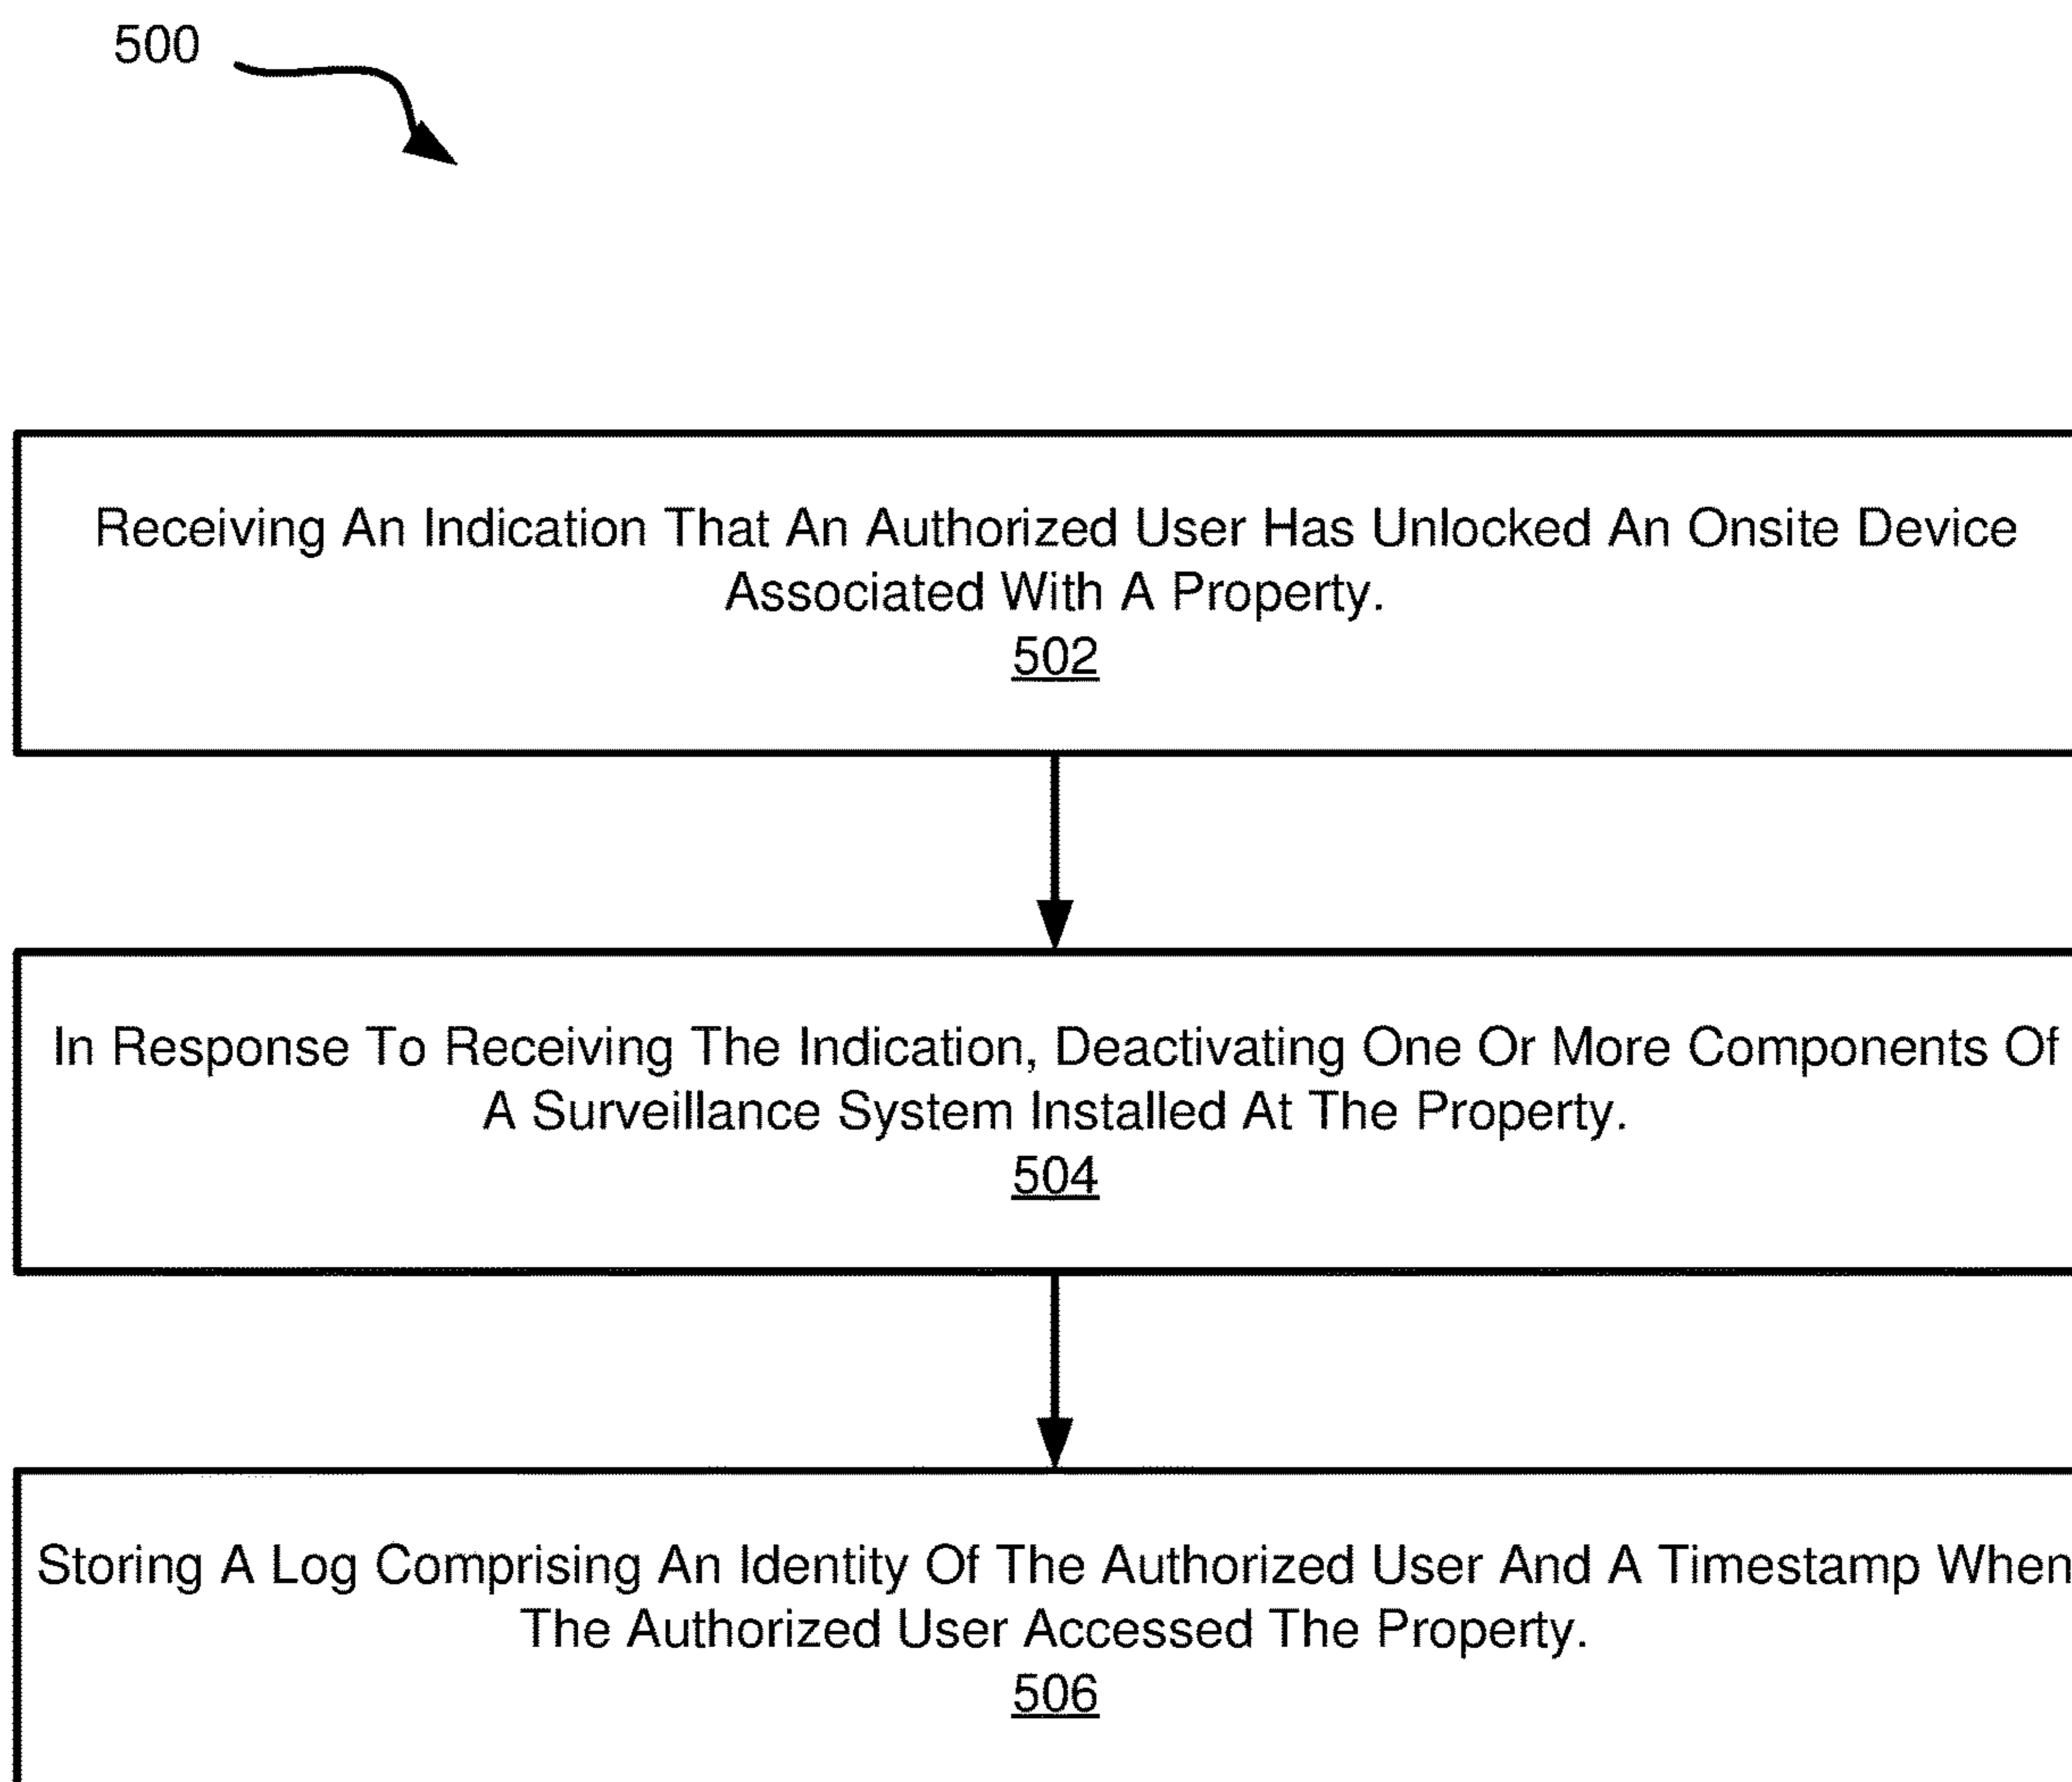 500
Receiving An Indication That An Authorized User Has Unlocked An Onsite Device
Associated With A Property.
502
In Response To Receiving The Indication, Deactivating One Or More Components Of
A Surveillance System Installed At The Property.
504
Storing A Log Comprising An Identity Of The Authorized User And A Timestamp When
The Authorized User Accessed The Property.
506